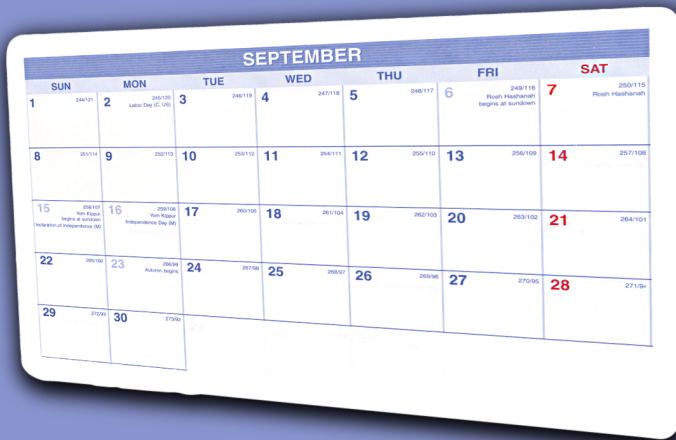 SEPTEMBER
SUN MON TUE WED THU FRI SAT
1 244/121
2 245/120
Labor Day (C, US)
3 246/119
4 247/118
5 248/117
6 249/116
Rosh Hashanah
begins at sundown
7 250/115
Rosh Hashanah
8 251/114
9 252/113
10 253/112
11 254/111
12 255/110
13 256/109
14 257/108
15 258/107
Yom Kippur
begins at sundown
Declaration of Independence (M)
16 259/106
Yom Kippur
Independence Day (M)
17 260/105
18 261/104
19 262/103
20 263/102
21 264/101
22 265/100
23 266/99
Autumn begins
24 267/98
25 268/97
26 269/96
27 270/95
28 271/94
29 272/93
30 273/92